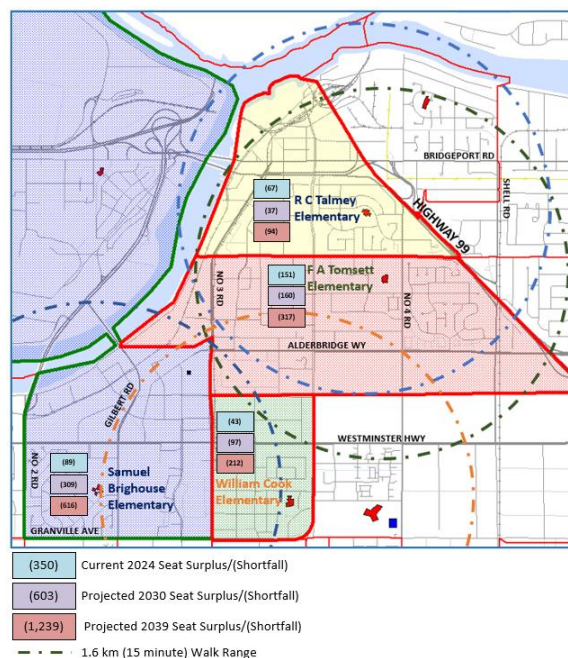 BRIDGEPORT RD
SHELL RD
HIGHWAY 99
(67)
(37)
(94)
R C Talmey
Elementary
(151)
(160)
(317)
F A Tomsett
Elementary
NO 3 RD
NO 4 RD
ALDERBRIDGE WY
GILBERT RD
(43)
(97)
(212)
WESTMINSTER HWY
William Cook
Elementary
NO 2 RD
(89)
(309)
(616)
Samuel
Brighouse
Elementary
GRANVILLE AVE
(350) Current 2024 Seat Surplus/(Shortfall)
(603) Projected 2030 Seat Surplus/(Shortfall)
(1,239) Projected 2039 Seat Surplus/(Shortfall)
1.6 km (15 minute) Walk Range